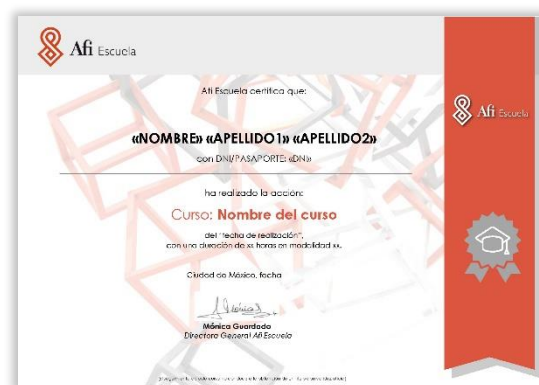 Afi Escuela
Afi Escuela certifica que:
Afi Escuela
«NOMBRE» «APELLIDO1» «APELLIDO2»
con DNI/PASAPORTE: «DNI»
ha realizado la acción:
Curso: Nombre del curso
del "fecha de realización",
con una duración de xx horas en modalidad xx.
Ciudad de México, fecha
Mónica Guardado
Directora General Afi Escuela